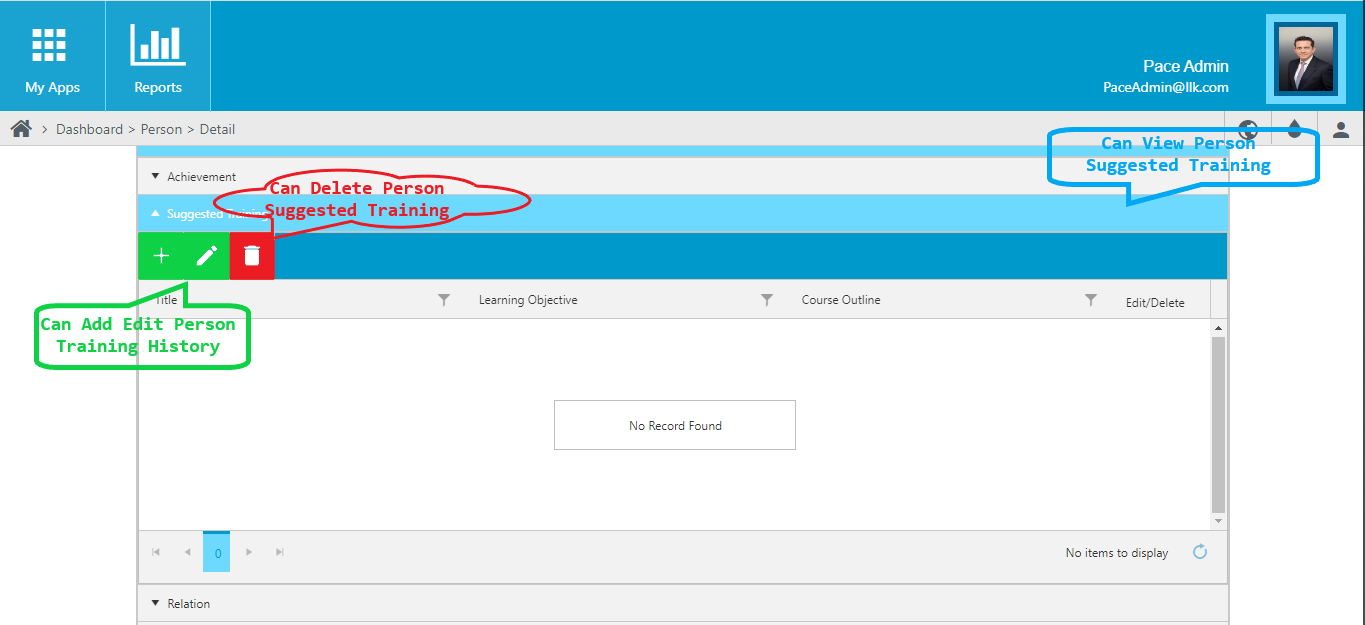 My Apps
Reports
Pace Admin
PaceAdmin@llk.com
Dashboard > Person > Detail
Can View Person
Suggested Training
Achievement
Can Delete Person
Suggested Training
Suggested Training
Title
Learning Objective
Course Outline
Edit/Delete
Can Add Edit Person
Training History
No Record Found
0
No items to display
Relation